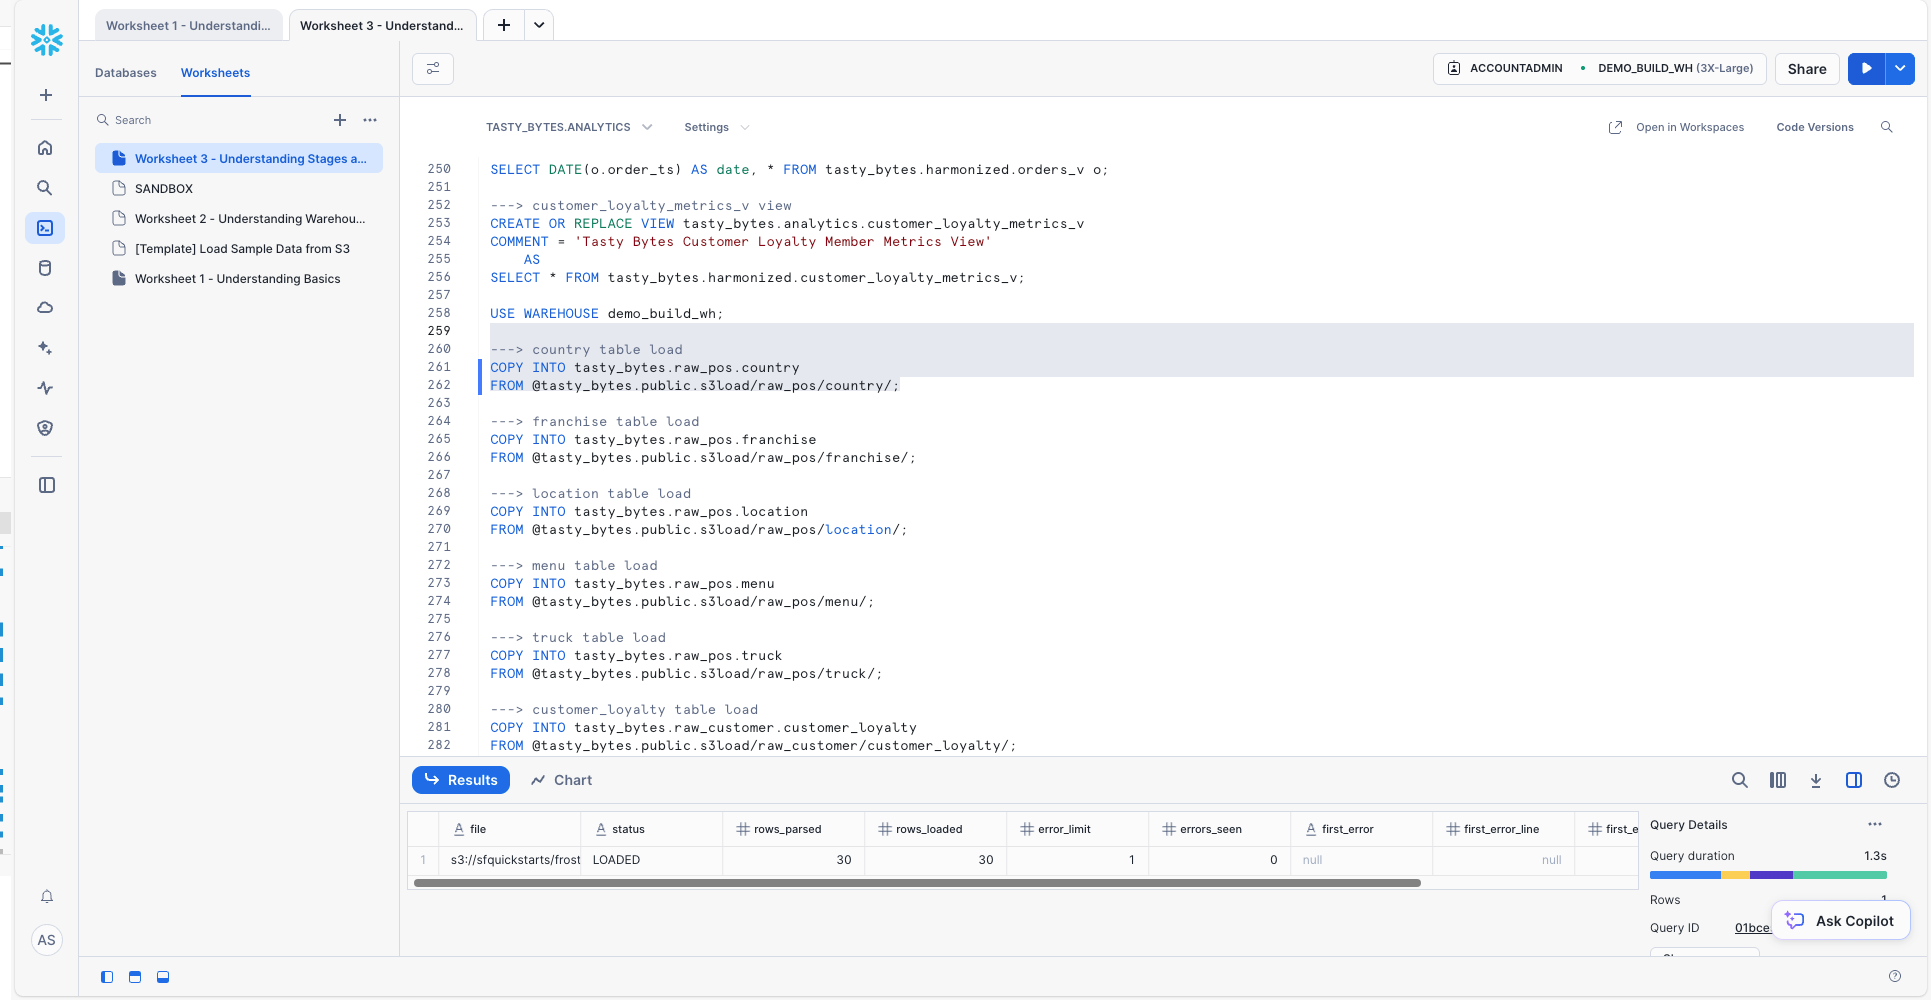 Worksheet 1 - Understandi...
Worksheet 3 - Understand...
Databases
Worksheets
ACCOUNTADMIN
DEMO_BUILD_WH (3X-Large)
Share
Search
Worksheet 3 - Understanding Stages a...
SANDBOX
Worksheet 2 - Understanding Warehou...
[Template] Load Sample Data from S3
Worksheet 1 - Understanding Basics
AS
TASTY_BYTES.ANALYTICS
Settings
Open in Workspaces
Code Versions
250 SELECT DATE(o.order_ts) AS date, * FROM tasty_bytes.harmonized.orders_v o;
251
252 ---> customer_loyalty_metrics_v view
253 CREATE OR REPLACE VIEW tasty_bytes.analytics.customer_loyalty_metrics_v
254 COMMENT = 'Tasty Bytes Customer Loyalty Member Metrics View'
255 AS
256 SELECT * FROM tasty_bytes.harmonized.customer_loyalty_metrics_v;
257
258 USE WAREHOUSE demo_build_wh;
259
260 ---> country table load
261 COPY INTO tasty_bytes.raw_pos.country
262 FROM @tasty_bytes.public.s3load/raw_pos/country/;
263
264 ---> franchise table load
265 COPY INTO tasty_bytes.raw_pos.franchise
266 FROM @tasty_bytes.public.s3load/raw_pos/franchise/;
267
268 ---> location table load
269 COPY INTO tasty_bytes.raw_pos.location
270 FROM @tasty_bytes.public.s3load/raw_pos/location/;
271
272 ---> menu table load
273 COPY INTO tasty_bytes.raw_pos.menu
274 FROM @tasty_bytes.public.s3load/raw_pos/menu/;
275
276 ---> truck table load
277 COPY INTO tasty_bytes.raw_pos.truck
278 FROM @tasty_bytes.public.s3load/raw_pos/truck/;
279
280 ---> customer_loyalty table load
281 COPY INTO tasty_bytes.raw_customer.customer_loyalty
282 FROM @tasty_bytes.public.s3load/raw_customer/customer_loyalty/;
Results
Chart
file status rows_parsed rows_loaded error_limit errors_seen first_error first_error_line first_e
1 s3://sfquickstarts/frost LOADED 30 30 1 0 null null
Query Details
Query duration 1.3s
Rows 1
Query ID 01bce.
Ask Copilot